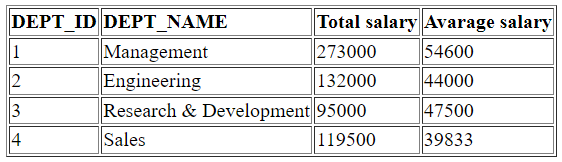 DEPT_ID DEPT_NAME Total salary Avarage salary
1 Management 273000 54600
2 Engineering 132000 44000
3 Research & Development 95000 47500
4 Sales 119500 39833